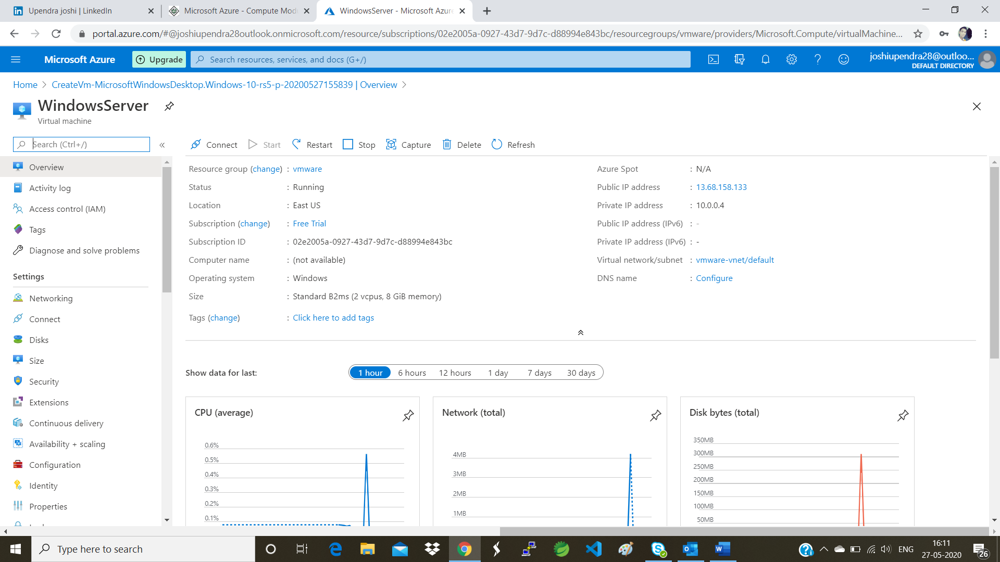 Upendra joshi | LinkedIn
Microsoft Azure - Compute Mod
WindowsServer - Microsoft Azure
portal.azure.com/#@joshiupendra28outlook.onmicrosoft.com/resource/subscriptions/02e2005a-0927-43d7-9d7c-d88994e843bc/resourcegroups/vmware/providers/Microsoft.Compute/virtualMachine...
Microsoft Azure
Upgrade
Search resources, services, and docs (G+/)
joshiupendra28@outloo...
DEFAULT DIRECTORY
Home > CreateVm-MicrosoftWindowsDesktop.Windows-10-rs5-p-20200527155839 | Overview >
WindowsServer
Virtual machine
Search (Ctrl+/)
«
Connect
Start
Restart
Stop
Capture
Delete
Refresh
Overview
Activity log
Access control (IAM)
Tags
Diagnose and solve problems
Settings
Networking
Connect
Disks
Size
Security
Extensions
Continuous delivery
Availability + scaling
Configuration
Identity
Properties
Resource group (change) : vmware
Status : Running
Location : East US
Subscription (change) : Free Trial
Subscription ID : 02e2005a-0927-43d7-9d7c-d88994e843bc
Computer name : (not available)
Operating system : Windows
Size : Standard B2ms (2 vcpus, 8 GiB memory)
Tags (change) : Click here to add tags
Azure Spot : N/A
Public IP address : 13.68.158.133
Private IP address : 10.0.0.4
Public IP address (IPv6) : -
Private IP address (IPv6) : -
Virtual network/subnet : vmware-vnet/default
DNS name : Configure
Show data for last:
1 hour
6 hours
12 hours
1 day
7 days
30 days
CPU (average)
0.6%
0.5%
0.4%
0.3%
0.2%
0.1%
Network (total)
4MB
3MB
2MB
1MB
Disk bytes (total)
350MB
300MB
250MB
200MB
150MB
100MB
50MB
Type here to search
ENG
16:11
27-05-2020
26